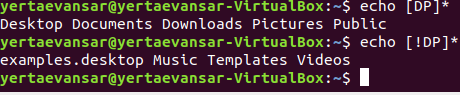 yertaevansar@yertaevansar-VirtualBox:~$ echo [DP]*
Desktop Documents Downloads Pictures Public
yertaevansar@yertaevansar-VirtualBox:~$ echo [!DP]*
examples.desktop Music Templates Videos
yertaevansar@yertaevansar-VirtualBox:~$